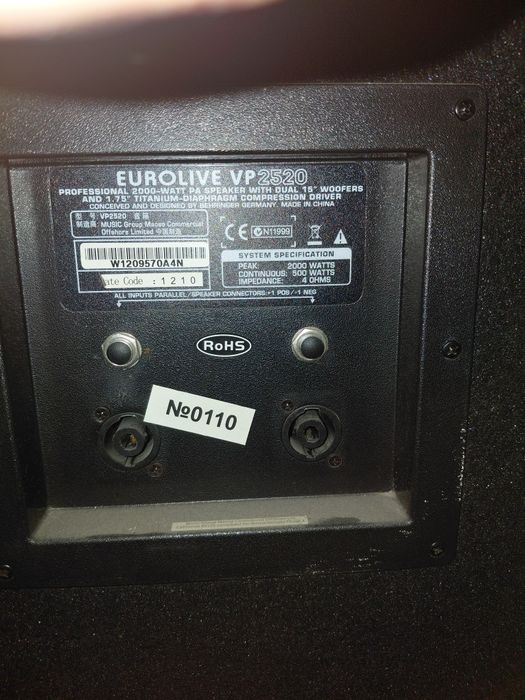 EUROLIVE VP2520
PROFESSIONAL 2000-WATT PA SPEAKER WITH DUAL 15" WOOFERS
AND 1.75" TITANIUM-DIAPHRAGM COMPRESSION DRIVER
CONCEIVED AND DESIGNED BY BEHRINGER GERMANY. MADE IN CHINA
型 号: VP2520 音 箱
制造商: MUSIC Group Macao Commercial
Offshore Limited 中国制造
CE N11999
W1209570A4N
ate Code : 1210
SYSTEM SPECIFICATION
PEAK: 2000 WATTS
CONTINUOUS: 500 WATTS
IMPEDANCE: 4 OHMS
ALL INPUTS PARALLEL/SPEAKER CONNECTORS:+1 POS/-1 NEG
RoHS
№0110